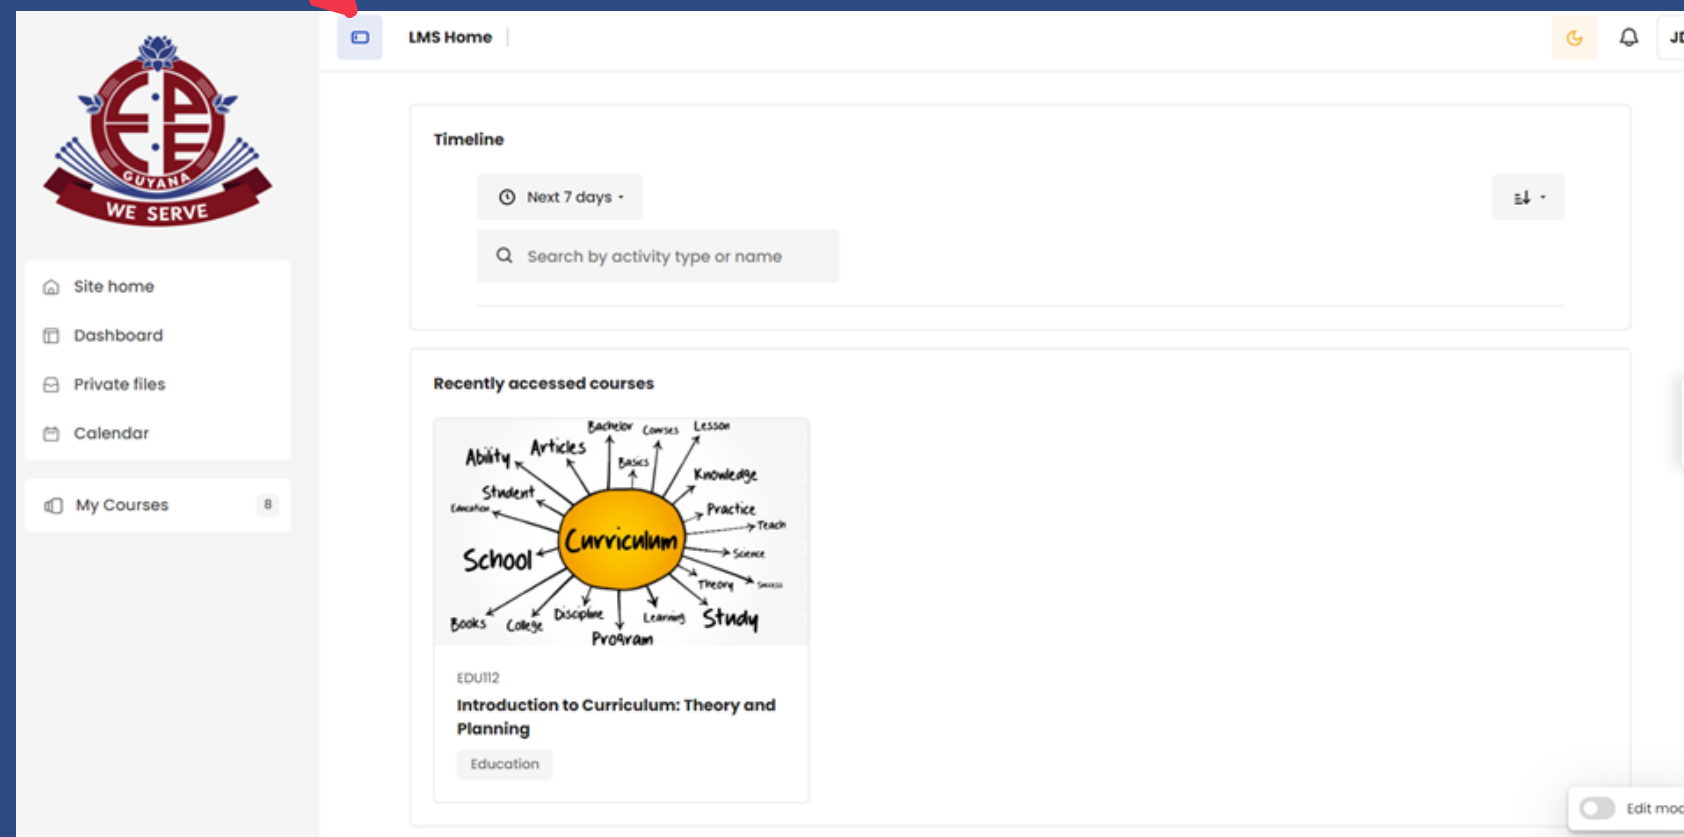 C.P.C.E
GUYANA
WE SERVE
Site home
Dashboard
Private files
Calendar
My Courses 8
LMS Home
Timeline
Next 7 days
Search by activity type or name
Recently accessed courses
Bachelor Courses Lesson
Ability Articles Basics Knowledge
Student Practice
Education Teach
School Curriculum Science
Theory Success
Books College Discipline Learning Study
Program
EDU112
Introduction to Curriculum: Theory and
Planning
Education
Edit